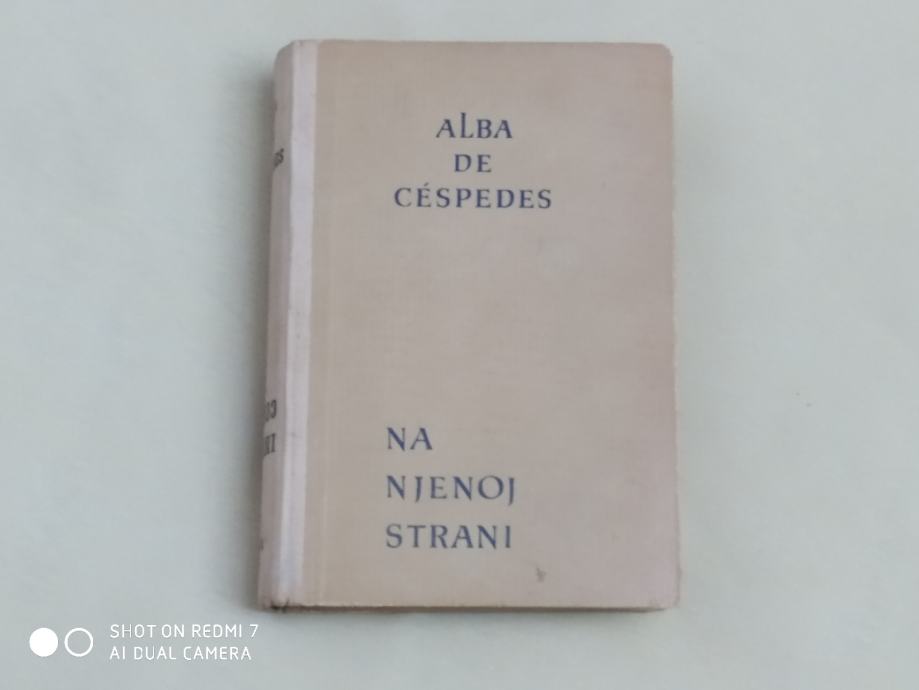 ALBA
DE
CÉSPEDES
NA
NJENOJ
STRANI
SHOT ON REDMI 7
AI DUAL CAMERA